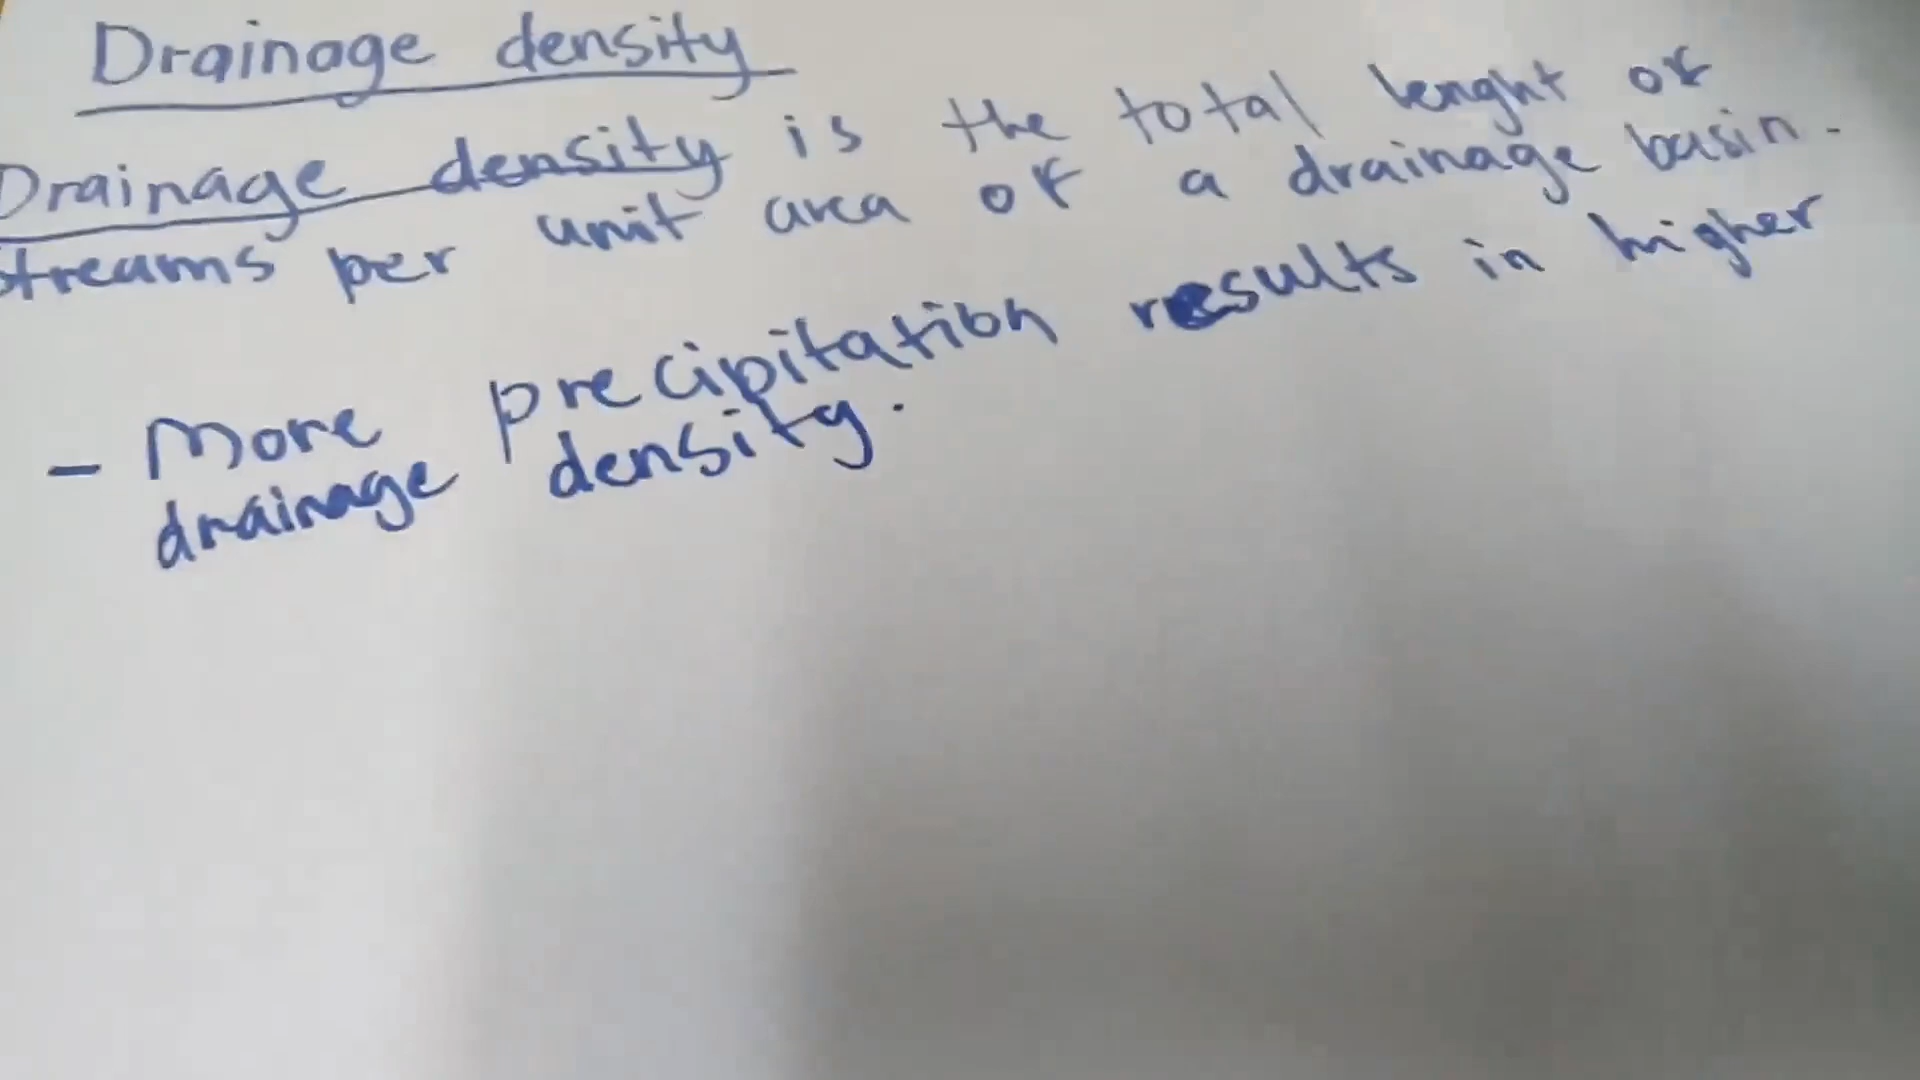 Drainage density
Drainage density is the total lenght of
streams per unit area of a drainage basin.
- More precipitation results in higher
drainage density.